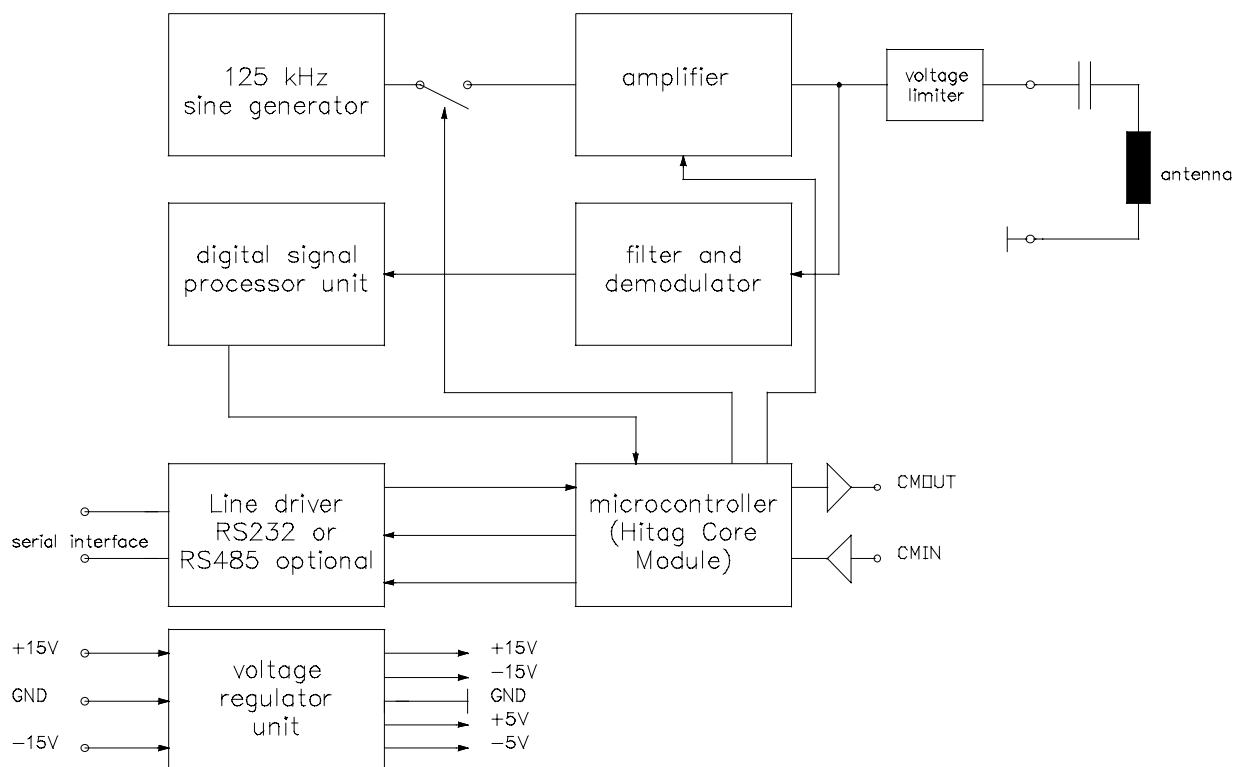 125 kHz
sine generator
amplifier
voltage
limiter
antenna
digital signal
processor unit
filter and
demodulator
Line driver
RS232 or
RS485 optional
serial interface
microcontroller
(Hitag Core
Module)
CMOUT
CMIN
+15V
GND
-15V
voltage
regulator
unit
+15V
-15V
GND
+5V
-5V